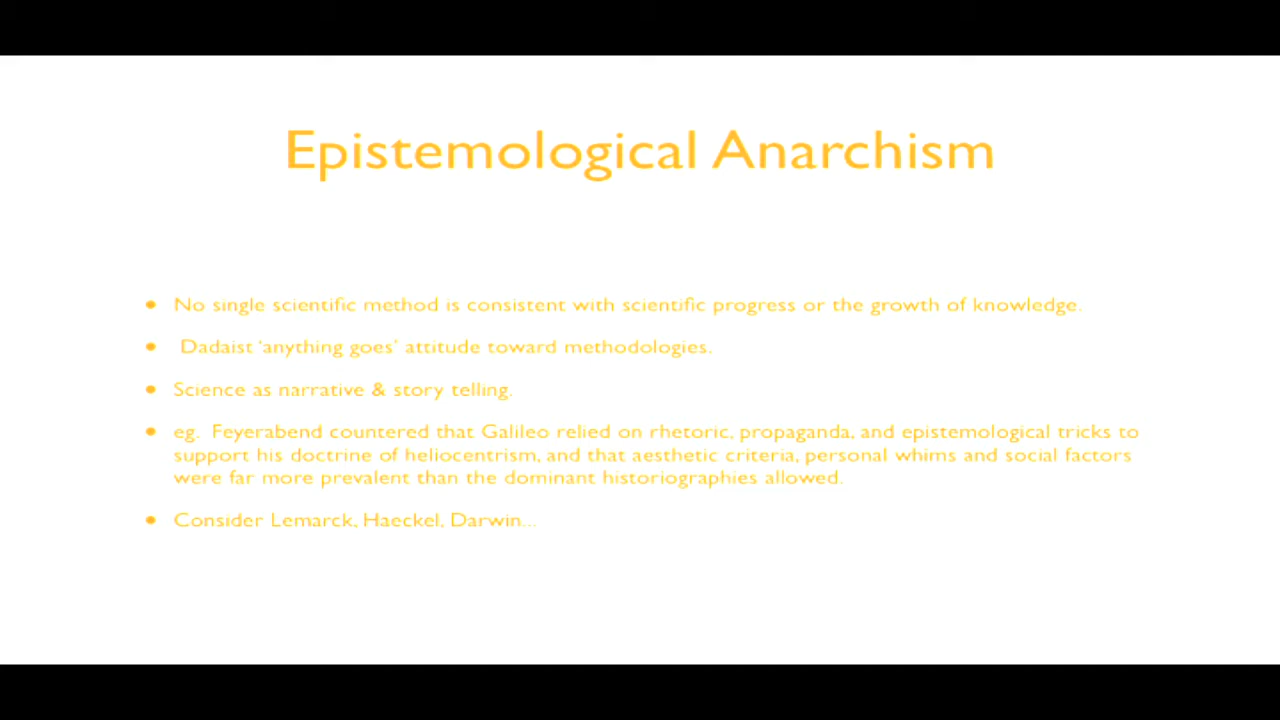 Epistemological Anarchism
• No single scientific method is consistent with scientific progress or the growth of knowledge.
• Dadaist ‘anything goes’ attitude toward methodologies.
• Science as narrative & story telling.
• eg. Feyerabend countered that Galileo relied on rhetoric, propaganda, and epistemological tricks to
support his doctrine of heliocentrism, and that aesthetic criteria, personal whims and social factors
were far more prevalent than the dominant historiographies allowed.
• Consider Lemarck, Haeckel, Darwin...